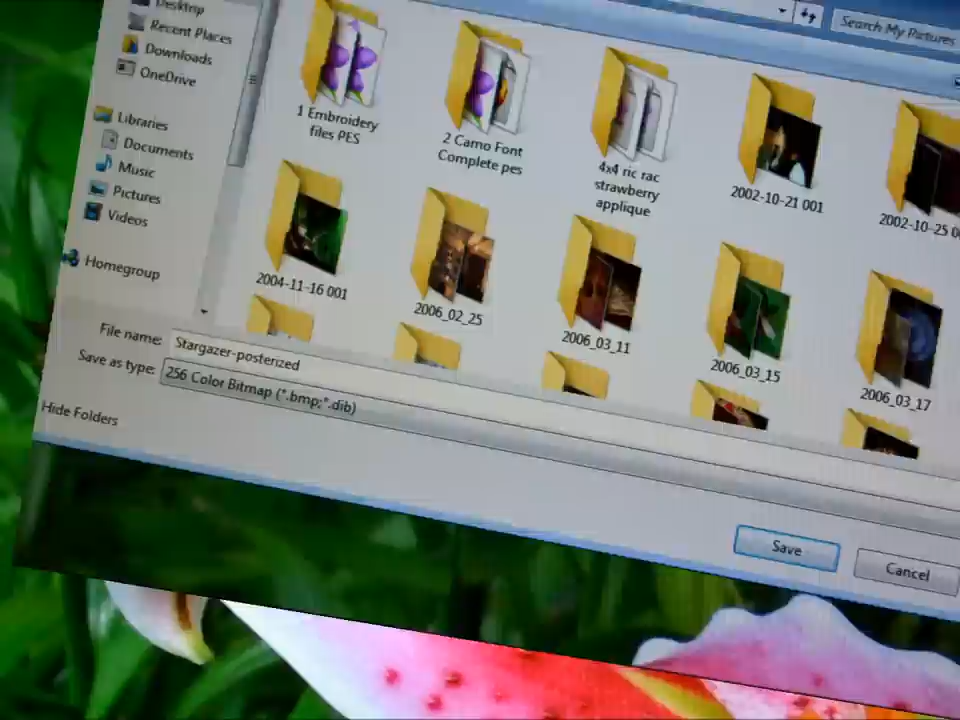 Desktop
Recent Places
Downloads
OneDrive
Libraries
Documents
Music
Pictures
Videos
Homegroup
Search My Pictures
1 Embroidery
files PES
2 Camo Font
Complete pes
4x4 ric rac
strawberry
applique
2002-10-21 001
2002-10-25
2004-11-16 001
2006_02_25
2006_03_11
2006_03_15
2006_03_17
File name: Stargazer-posterized
Save as type: 256 Color Bitmap (*.bmp;*.dib)
Hide Folders
Save
Cancel